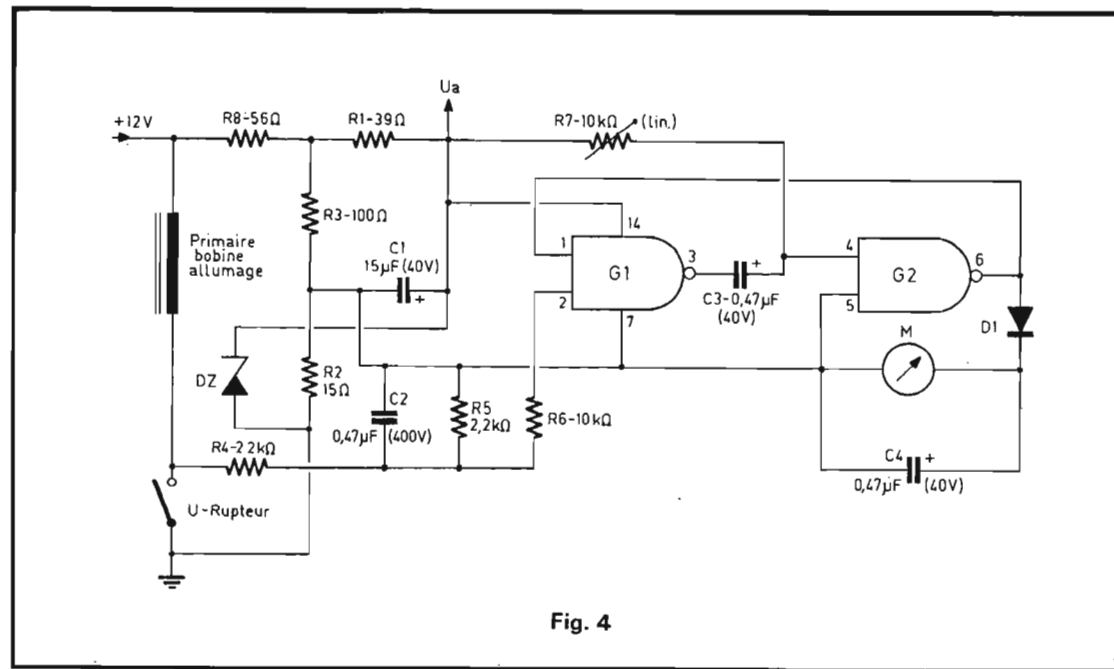 Ua
+12V
R8-56Ω
R1-39Ω
R7-10kΩ
(lin.)
R3-100Ω
Primaire
bobine
allumage
C1
15µF(40V)
+
14
1
G1
3
2
7
+
C3-0,47µF
(40V)
4
G2
6
5
D1
M
DZ
R2
15Ω
C2
0,47µF
(400V)
R5
2,2kΩ
R6-10kΩ
R4-22kΩ
C4
+
0,47µF
(40V)
U-Rupteur
Fig. 4